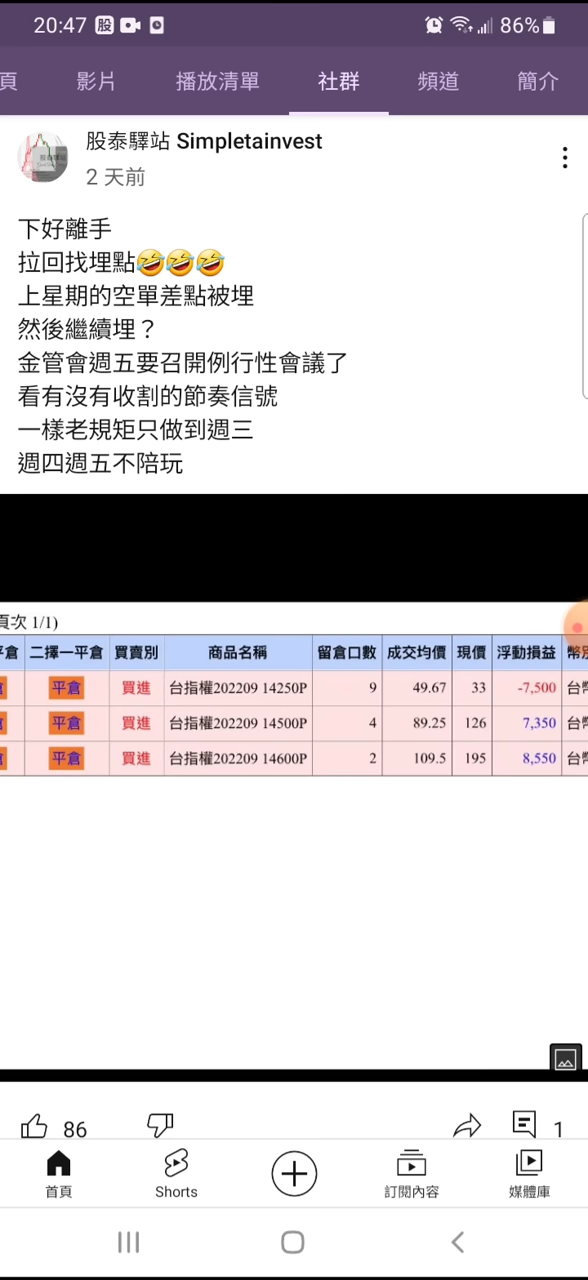 20:47 股 86%
頁 影片 播放清單 社群 頻道 簡介
股泰驛站 Simpletainvest
2 天前
下好離手
拉回找埋點🤣🤣🤣
上星期的空單差點被埋
然後繼續埋？
金管會週五要召開例行性會議了
看有沒有收割的節奏信號
一樣老規矩只做到週三
週四週五不陪玩
頁次 1/1)
平倉 二擇一平倉 買賣別 商品名稱 留倉口數 成交均價 現價 浮動損益 幣別
倉 平倉 買進 台指權202209 14250P 9 49.67 33 -7,500 台幣
倉 平倉 買進 台指權202209 14500P 4 89.25 126 7,350 台幣
倉 平倉 買進 台指權202209 14600P 2 109.5 195 8,550 台幣
86 1
首頁 Shorts 訂閱內容 媒體庫